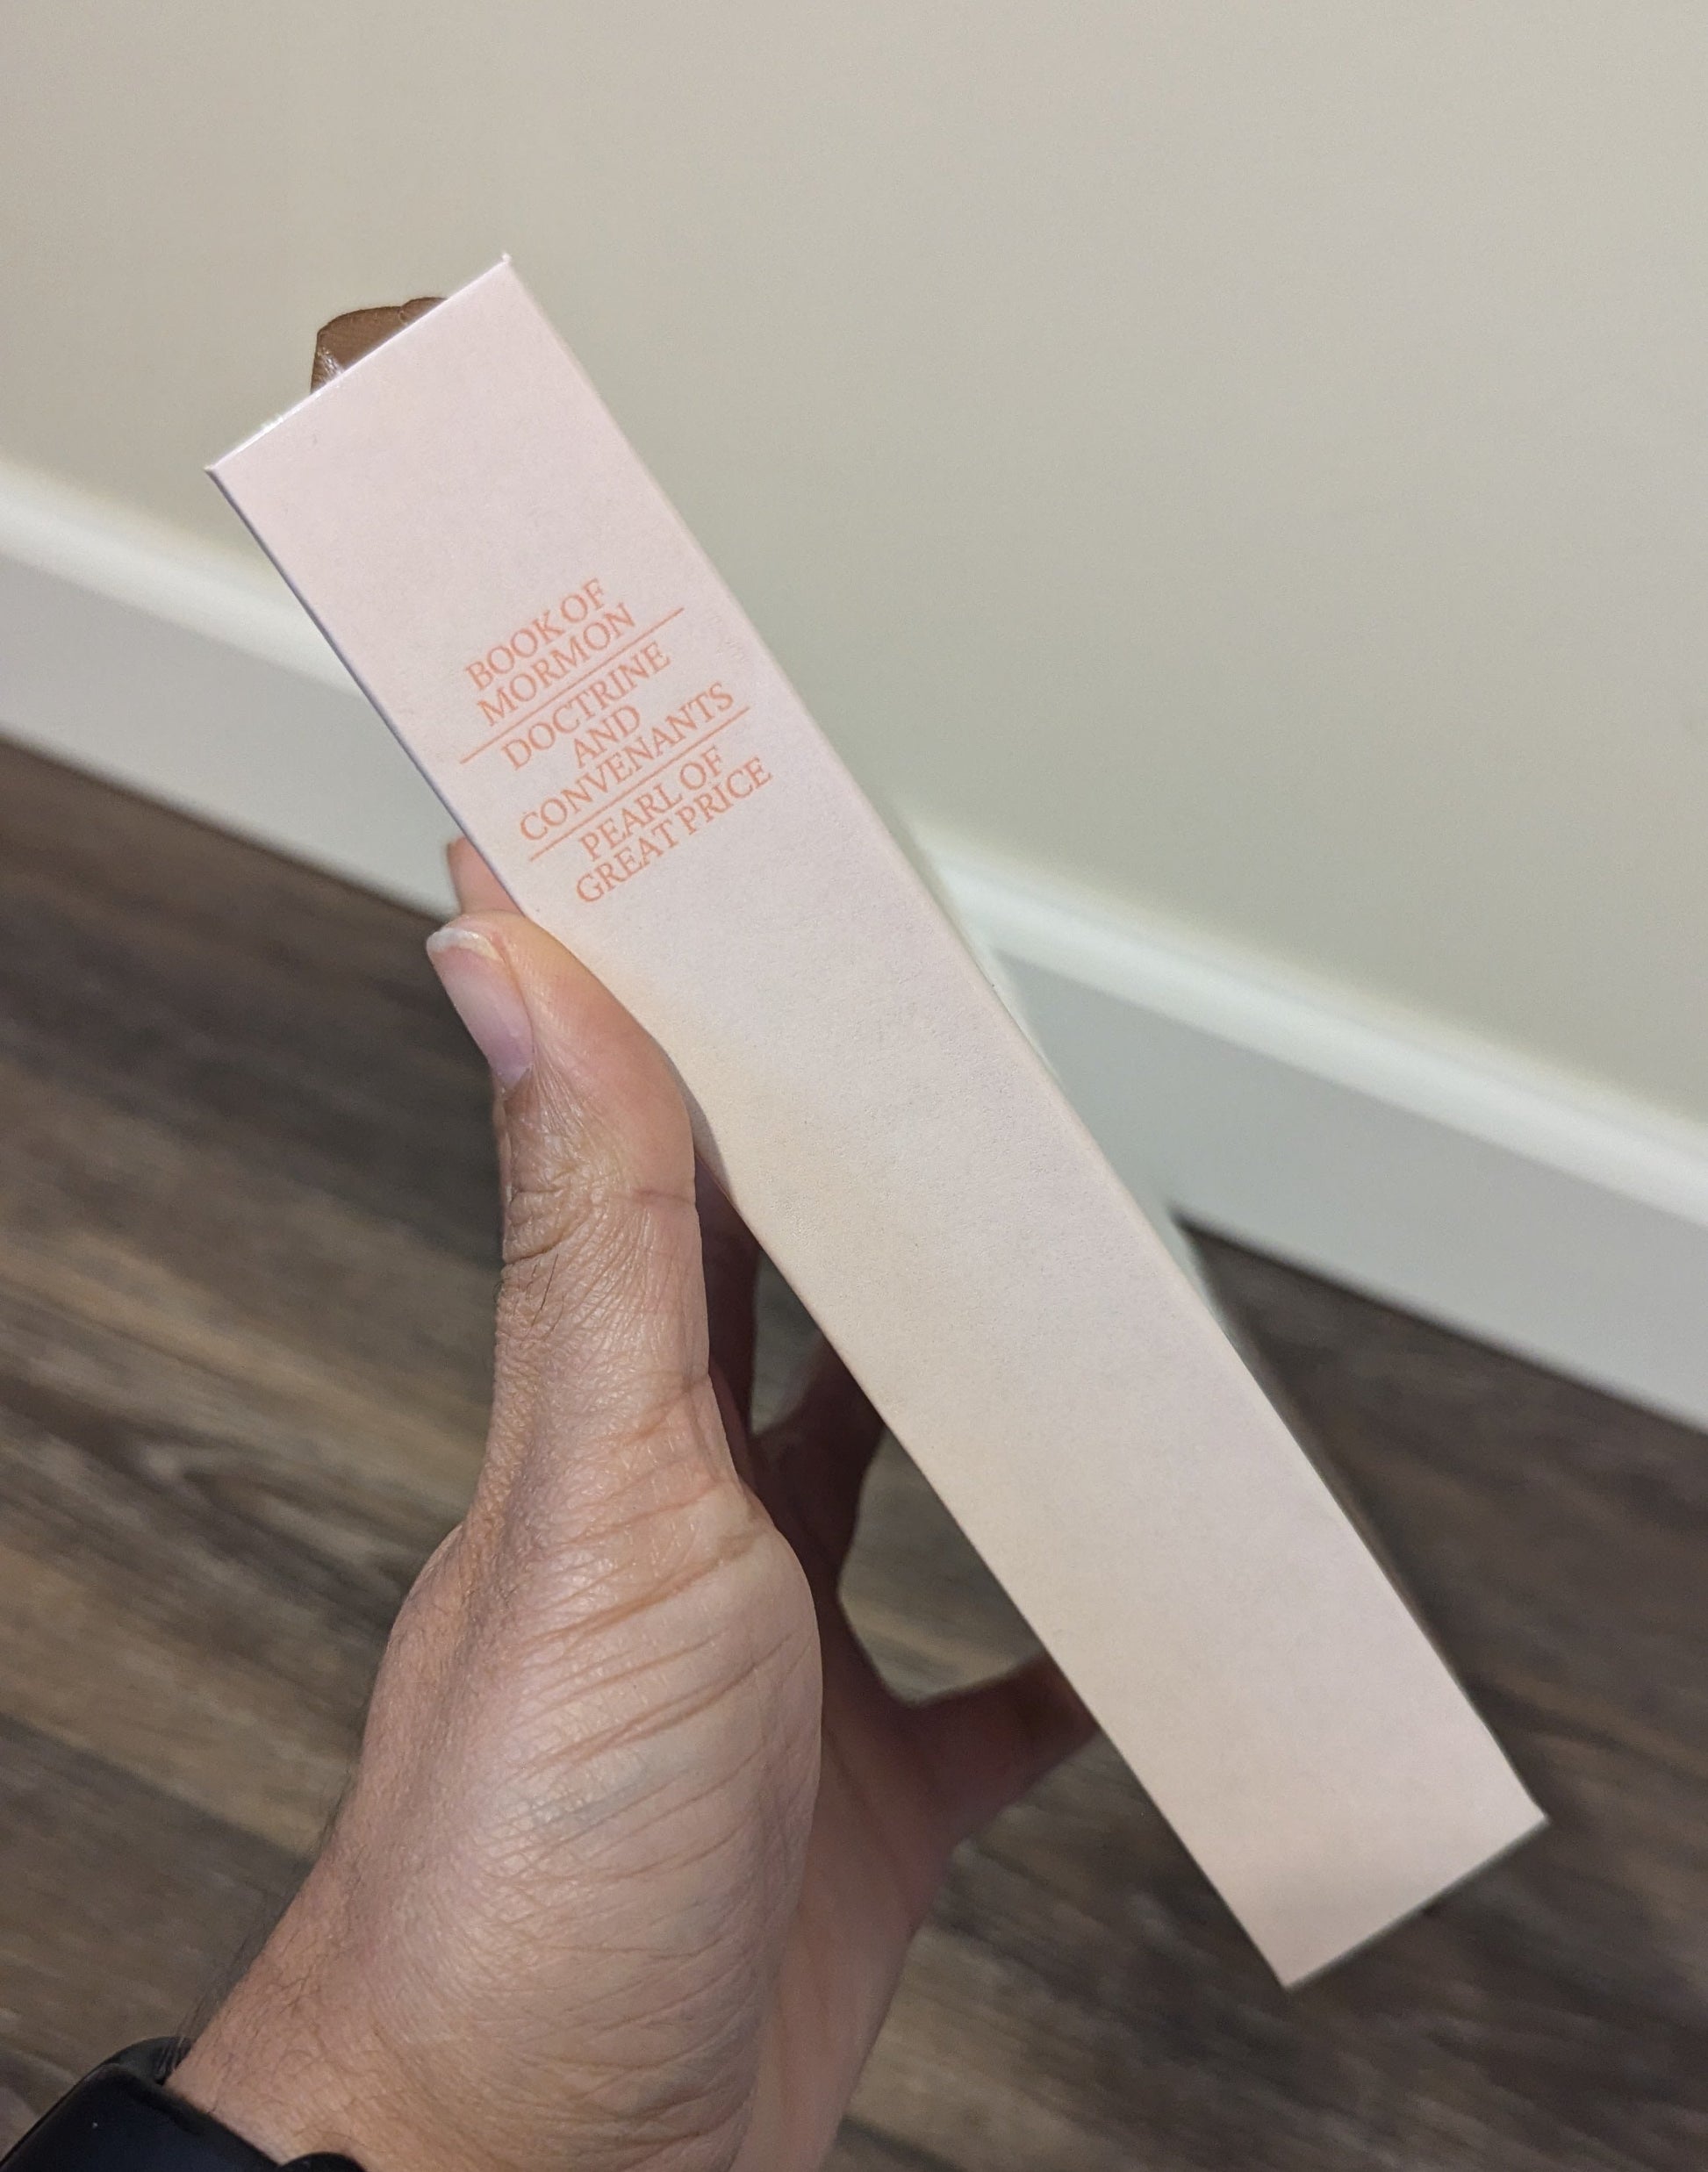 BOOK OF
MORMON
DOCTRINE
AND
CONVENANTS
PEARL OF
GREAT PRICE